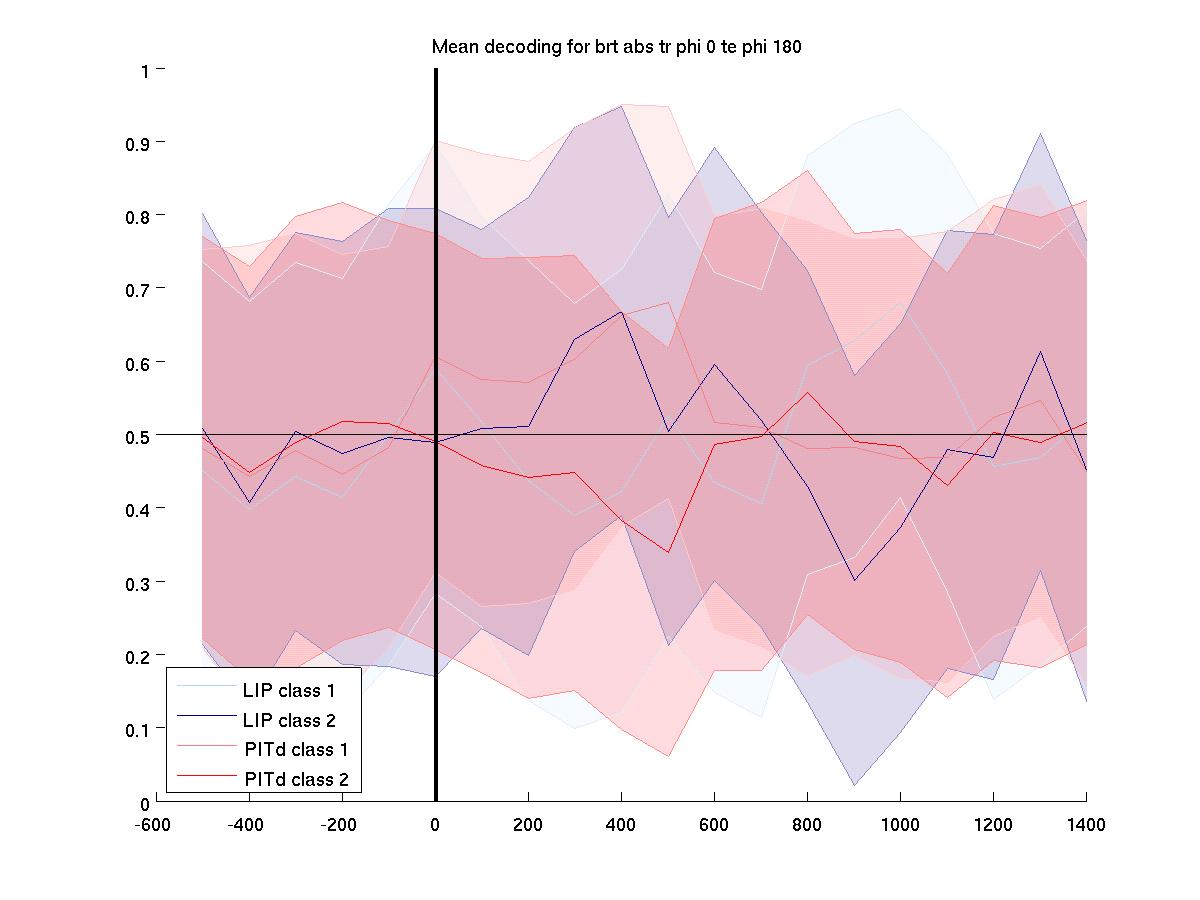 Mean decoding for brt abs tr phi 0 te phi 180
1
0.9
0.8
0.7
0.6
0.5
0.4
0.3
0.2
0.1
0
LIP class 1
LIP class 2
PITd class 1
PITd class 2
-600 -400 -200 0 200 400 600 800 1000 1200 1400